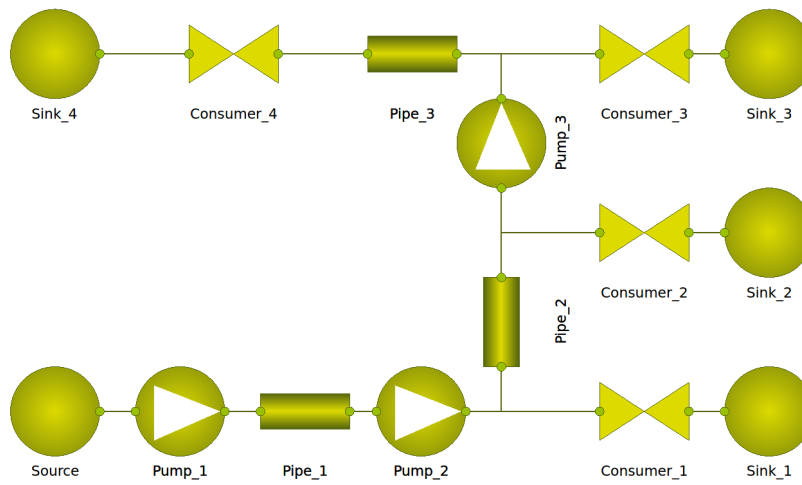 Sink_4
Consumer_4
Pipe_3
Pump_3
Consumer_3
Sink_3
Pipe_2
Consumer_2
Sink_2
Source
Pump_1
Pipe_1
Pump_2
Consumer_1
Sink_1